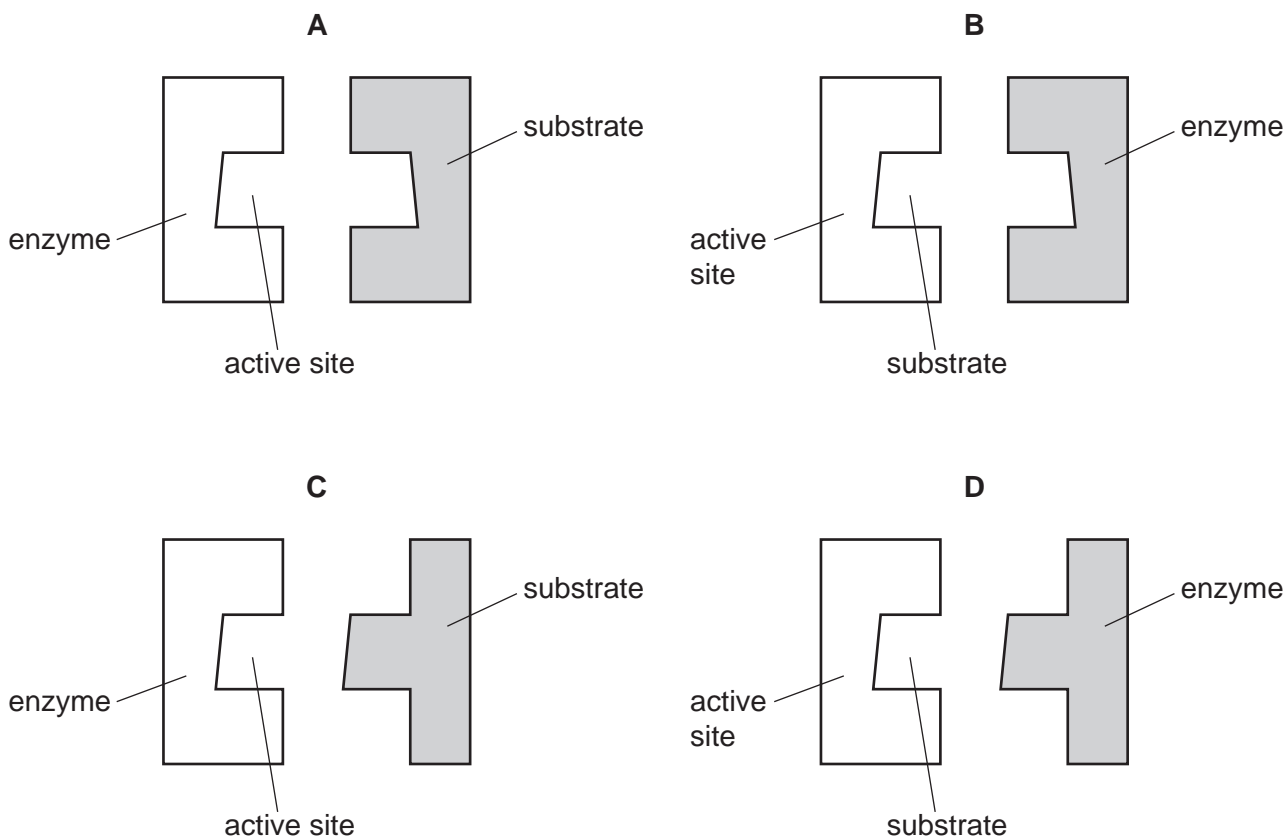 A
B
substrate
enzyme
enzyme
active
site
active site
substrate
C
D
substrate
enzyme
enzyme
active
site
active site
substrate